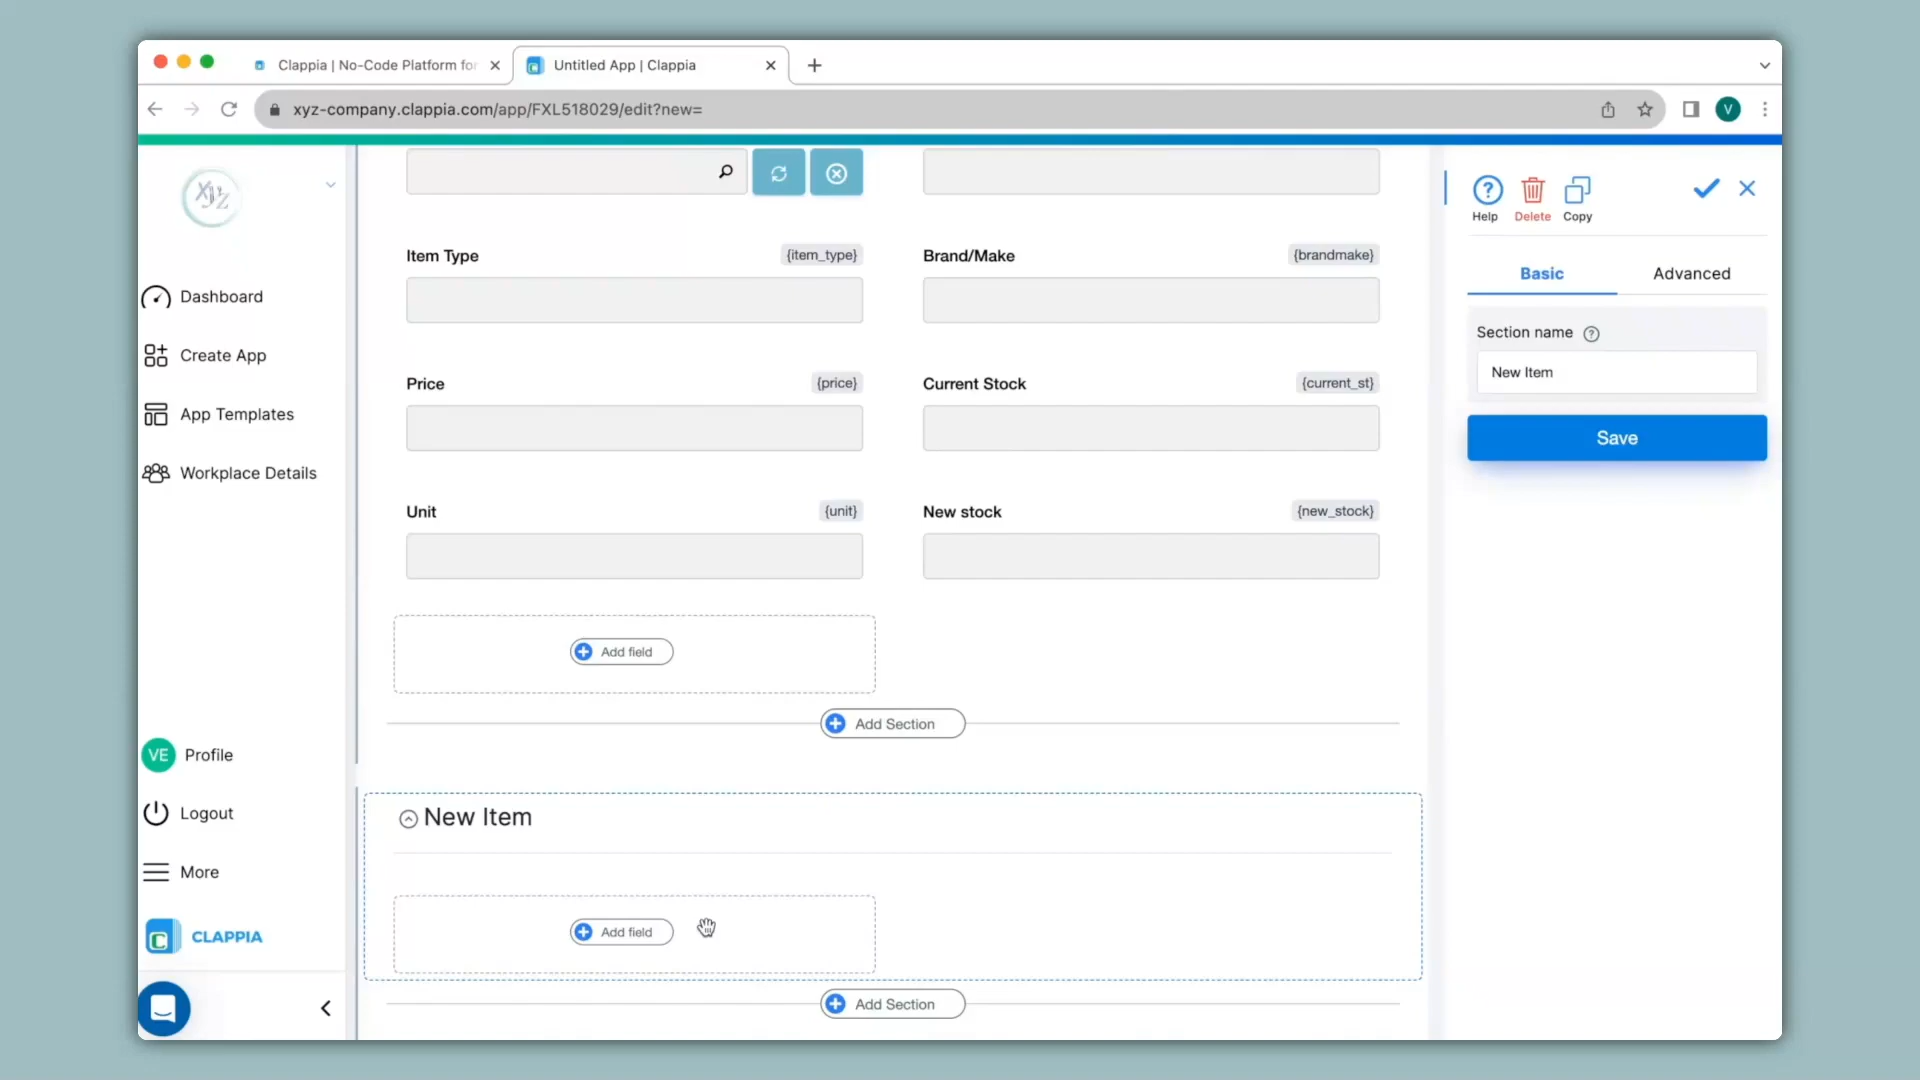 Clappia | No-Code Platform for
Untitled App | Clappia
xyz-company.clappia.com/app/FXL518029/edit?new=
V
XYZ
Dashboard
Create App
App Templates
Workplace Details
VE Profile
Logout
More
CLAPPIA
Item Type {item_type}
Brand/Make {brandmake}
Price {price}
Current Stock {current_st}
Unit {unit}
New stock {new_stock}
Add field
Add Section
New Item
Add field
Add Section
Help
Delete
Copy
Basic
Advanced
Section name
New Item
Save